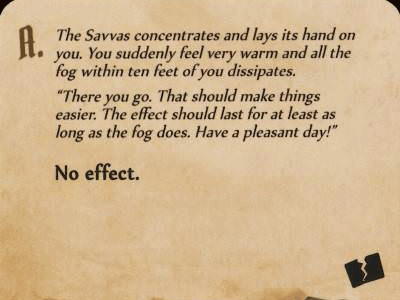 A. The Savvas concentrates and lays its hand on
you. You suddenly feel very warm and all the
fog within ten feet of you dissipates.
“There you go. That should make things
easier. The effect should last for at least as
long as the fog does. Have a pleasant day!”
No effect.